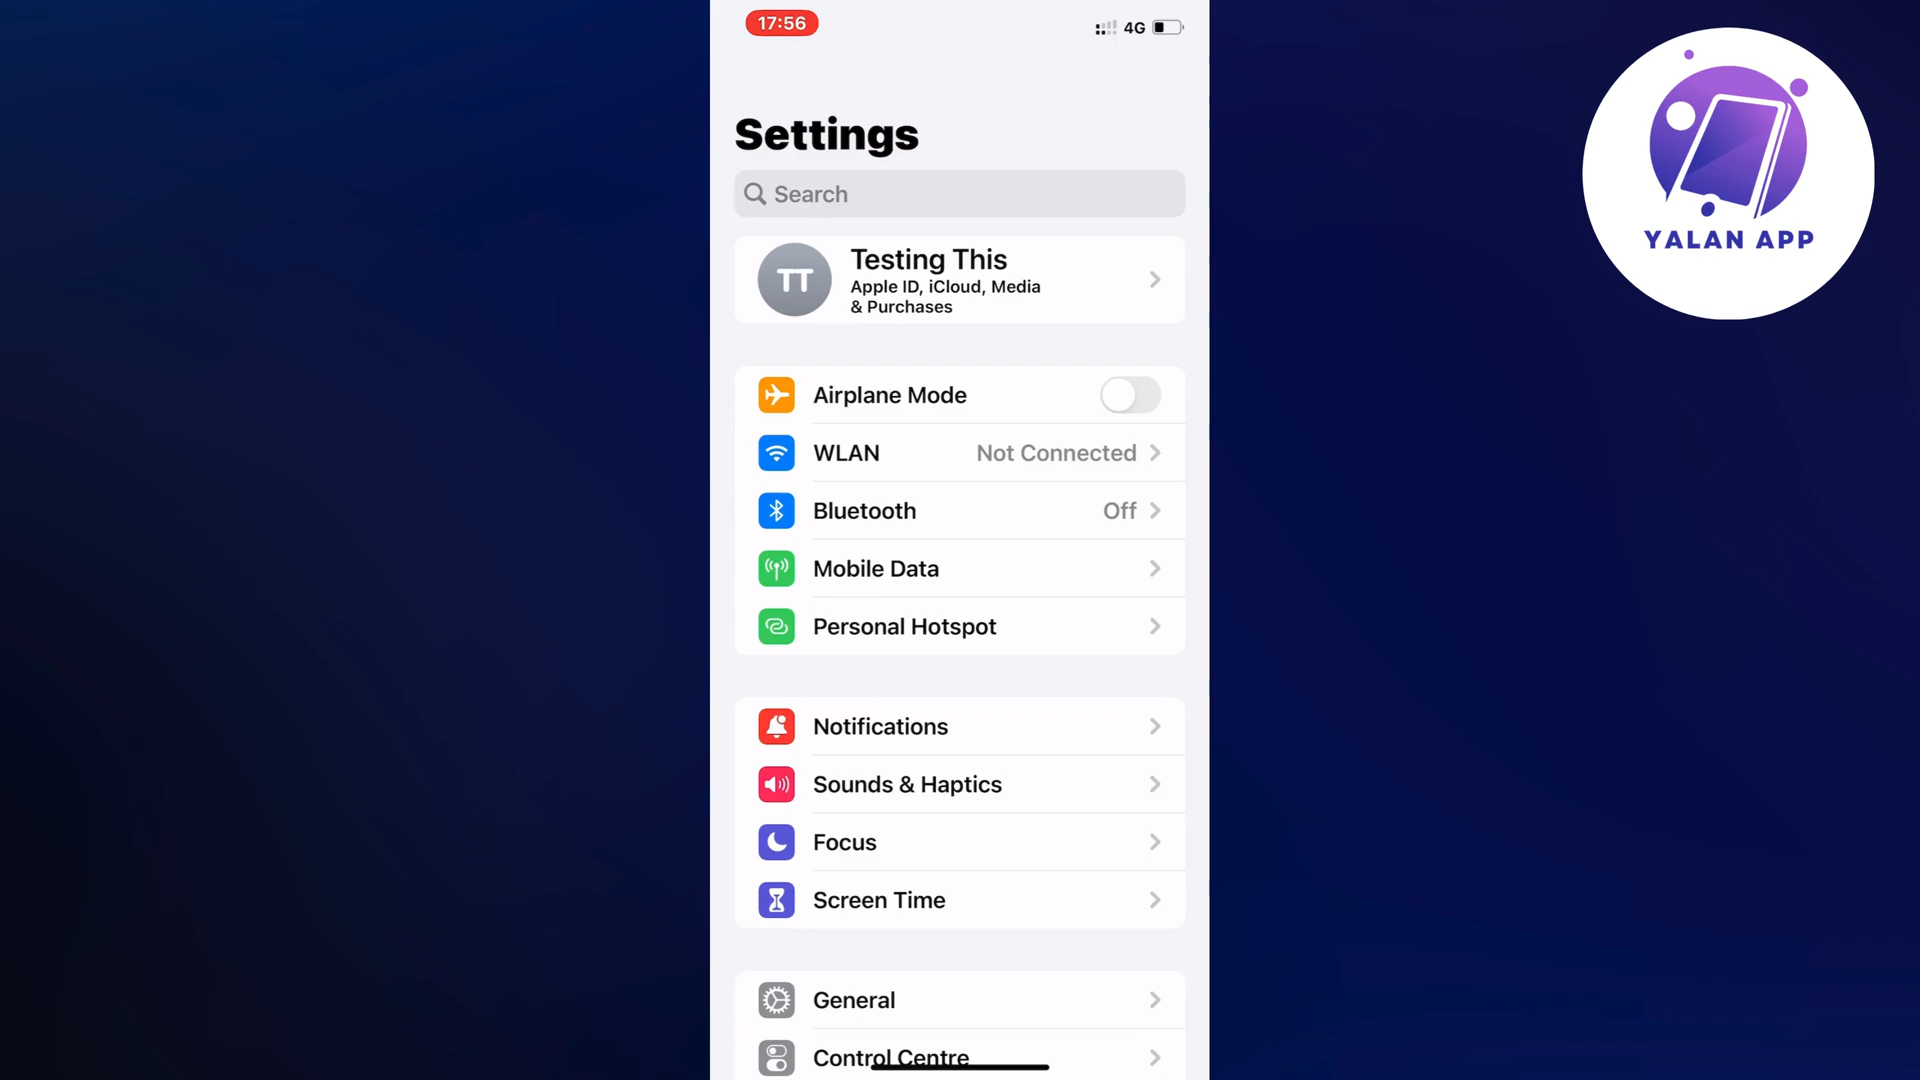 17:56
4G
Settings
Search
TT
Testing This
Apple ID, iCloud, Media
& Purchases
Airplane Mode
WLAN Not Connected
Bluetooth Off
Mobile Data
Personal Hotspot
Notifications
Sounds & Haptics
Focus
Screen Time
General
Control Centre
YALAN APP